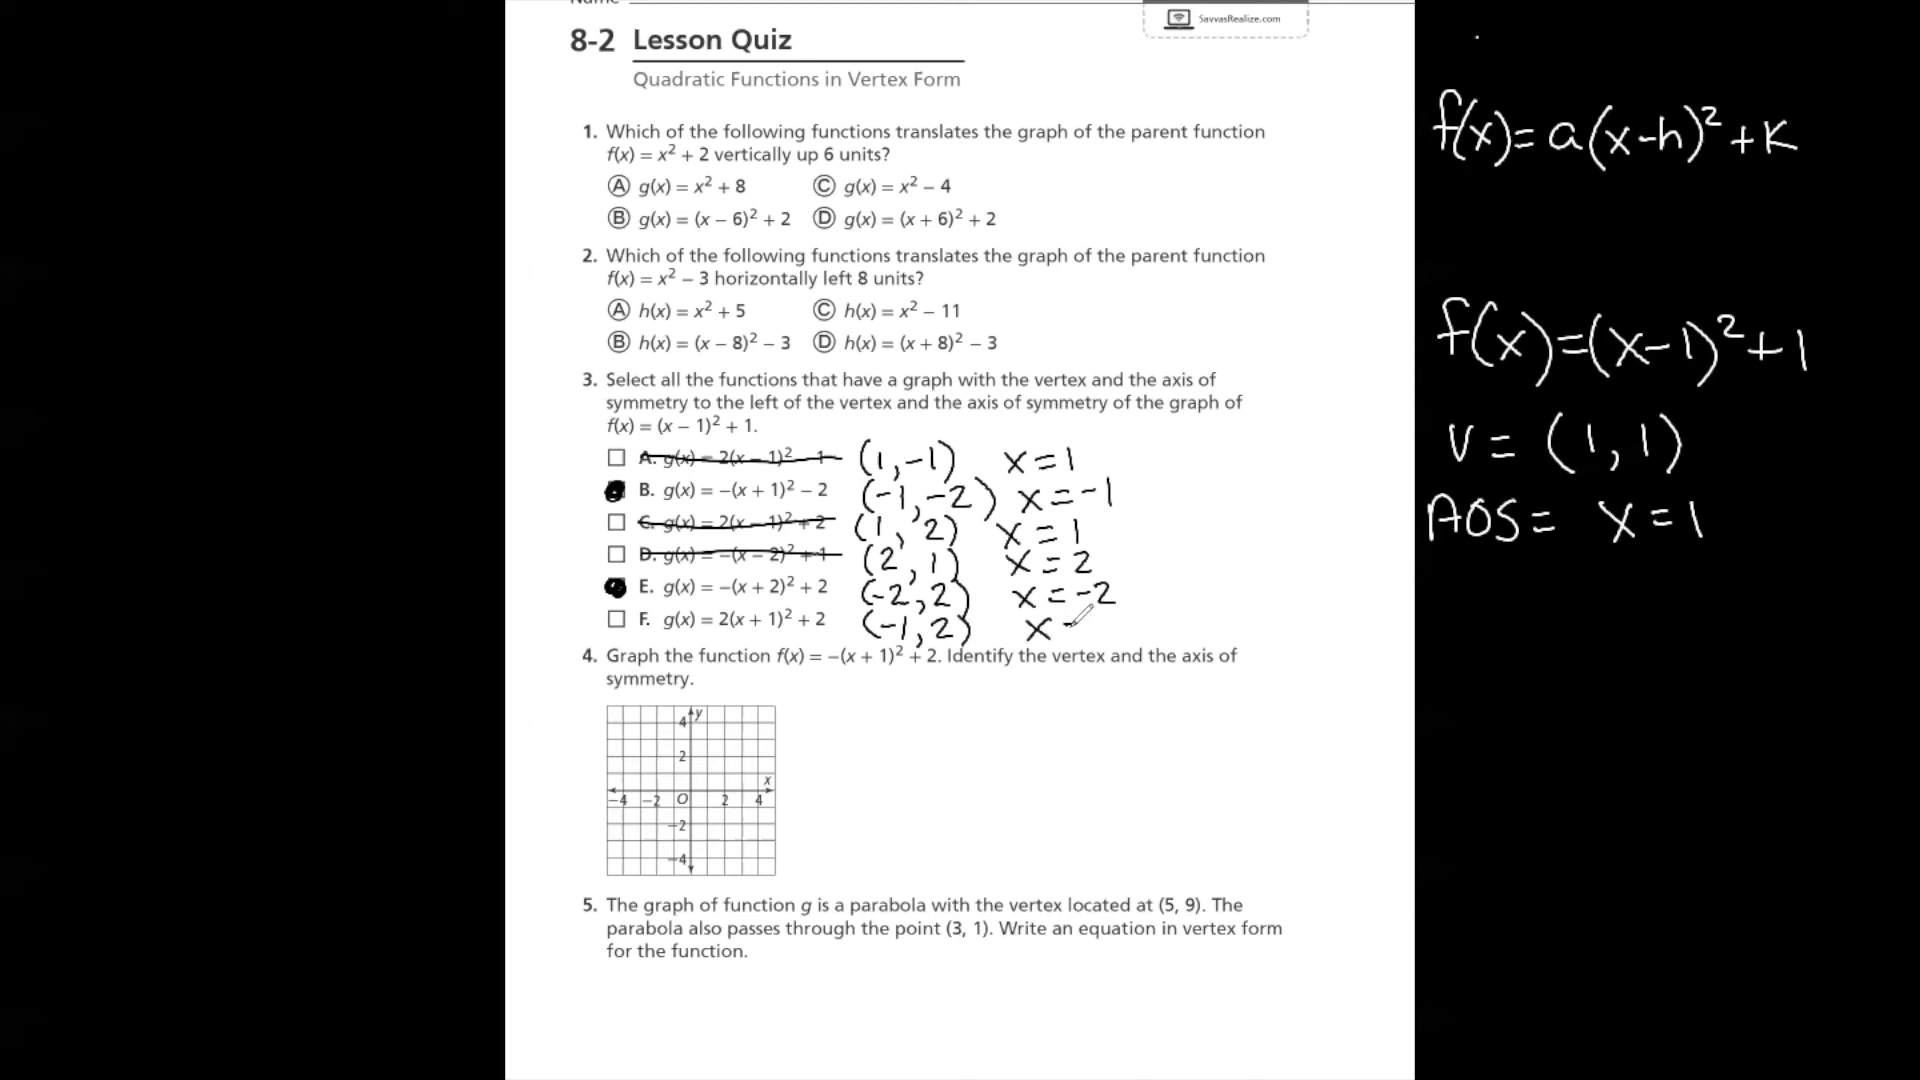 Name
SavvasRealize.com
8-2 Lesson Quiz
Quadratic Functions in Vertex Form
1. Which of the following functions translates the graph of the parent function
f(x) = x² + 2 vertically up 6 units?
Ⓐ g(x) = x² + 8 Ⓒ g(x) = x² – 4
Ⓑ g(x) = (x – 6)² + 2 Ⓓ g(x) = (x + 6)² + 2
2. Which of the following functions translates the graph of the parent function
f(x) = x² – 3 horizontally left 8 units?
Ⓐ h(x) = x² + 5 Ⓒ h(x) = x² – 11
Ⓑ h(x) = (x – 8)² – 3 Ⓓ h(x) = (x + 8)² – 3
3. Select all the functions that have a graph with the vertex and the axis of
symmetry to the left of the vertex and the axis of symmetry of the graph of
f(x) = (x – 1)² + 1.
A. g(x) = 2(x – 1)² – 1 (1,-1) x=1
B. g(x) = –(x + 1)² – 2 (-1,-2) x=-1
C. g(x) = 2(x – 1)² + 2 (1,2) x=1
D. g(x) = –(x – 2)² + 1 (2,1) x=2
E. g(x) = –(x + 2)² + 2 (-2,2) x=-2
F. g(x) = 2(x + 1)² + 2 (-1,2) x-
4. Graph the function f(x) = –(x + 1)² + 2. Identify the vertex and the axis of
symmetry.
4 y
2
x
–4 –2 O 2 4
–2
–4
5. The graph of function g is a parabola with the vertex located at (5, 9). The
parabola also passes through the point (3, 1). Write an equation in vertex form
for the function.
f(x)=a(x-h)²+k
f(x)=(x-1)²+1
V=(1,1)
AOS= x=1